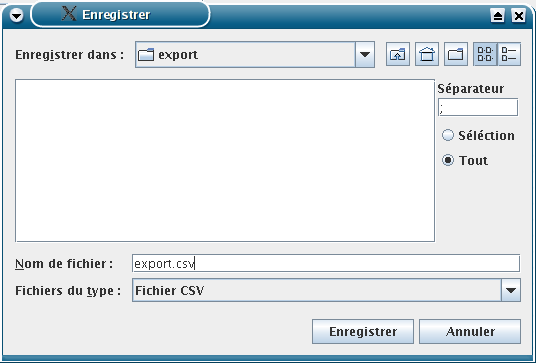 Enregistrer
Enregistrer dans :
export
Séparateur
;
Séléction
Tout
Nom de fichier :
export.csv
Fichiers du type :
Fichier CSV
Enregistrer
Annuler